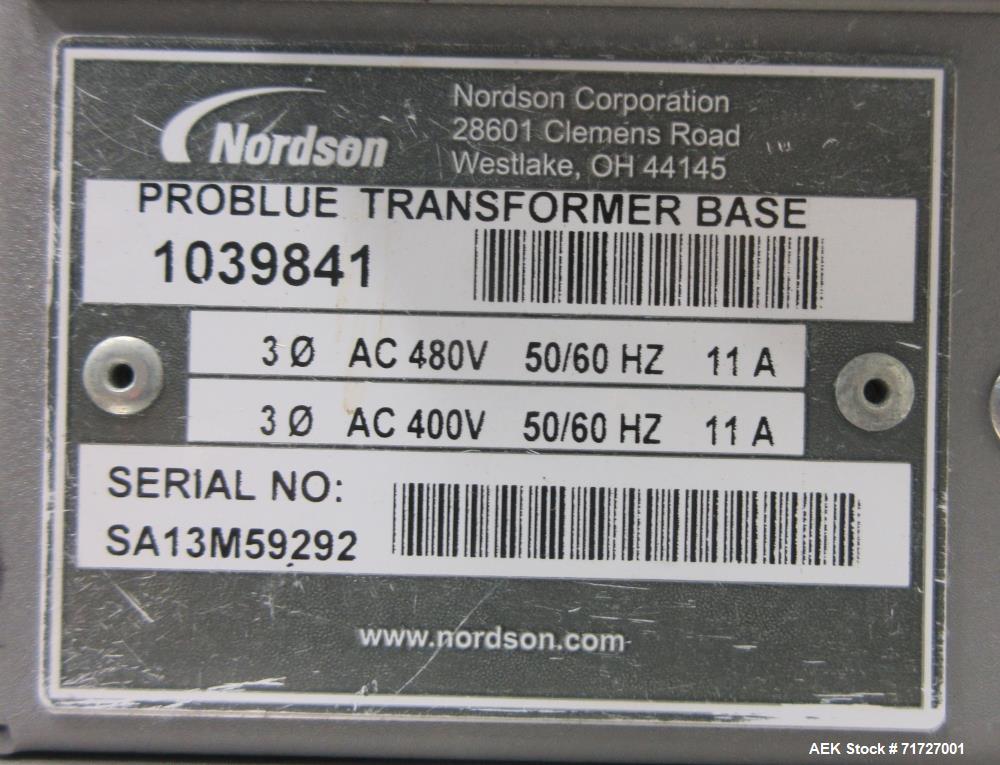 Nordson
Nordson Corporation
28601 Clemens Road
Westlake, OH 44145
PROBLUE TRANSFORMER BASE
1039841
3 Ø AC 480V 50/60 HZ 11 A
3 Ø AC 400V 50/60 HZ 11 A
SERIAL NO:
SA13M59292
www.nordson.com
AEK Stock # 71727001